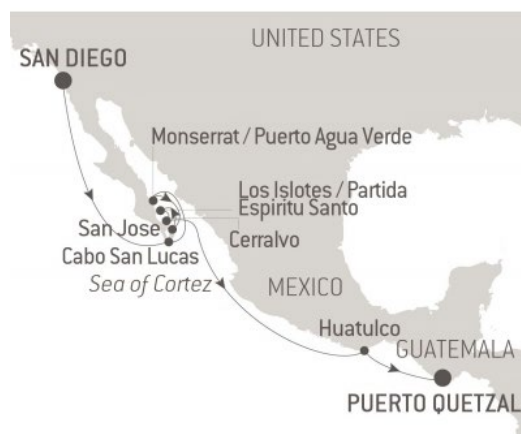 UNITED STATES
SAN DIEGO
Monserrat / Puerto Agua Verde
Los Islotes / Partida
Espiritu Santo
San Jose
Cerralvo
Cabo San Lucas
Sea of Cortez
MEXICO
Huatulco
GUATEMALA
PUERTO QUETZAL